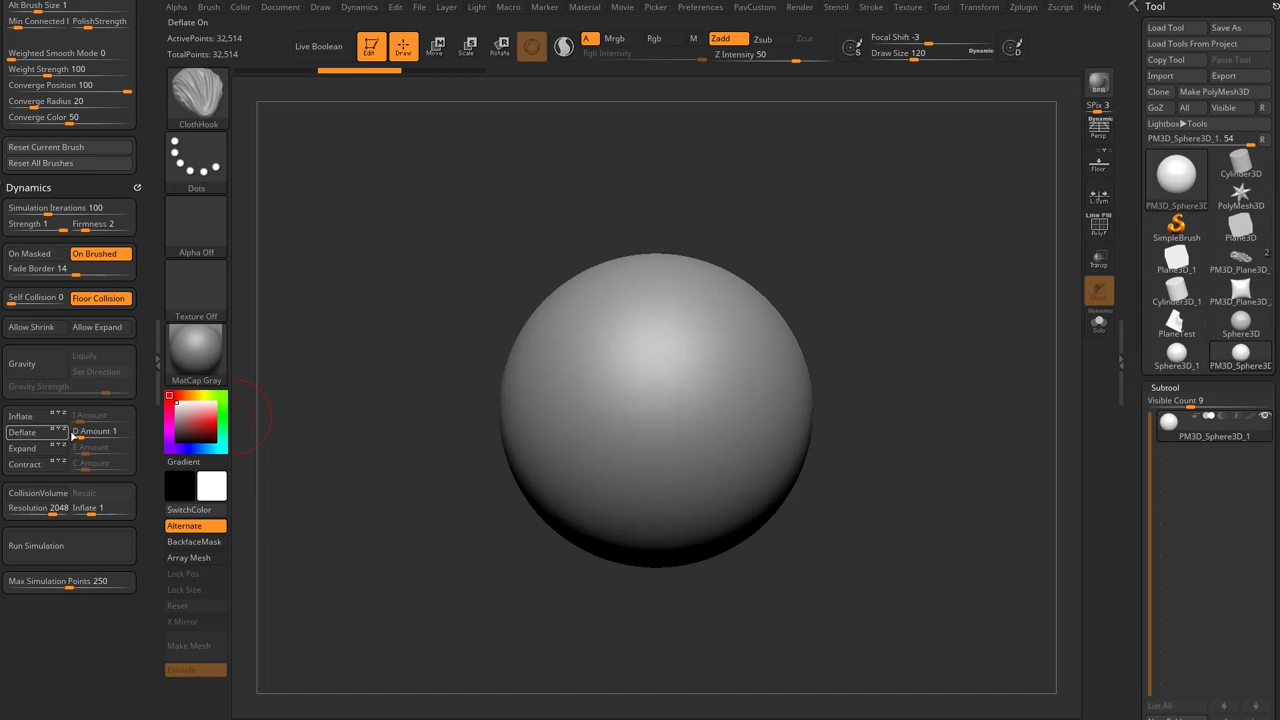 Alpha Brush Color Document Draw Dynamics Edit File Layer Light Macro Marker Material Movie Picker Preferences PavCustom Render Stencil Stroke Texture Tool Transform Zplugin Zscript Help
Alt Brush Size 1
Min Connected PolishStrength
Weighted Smooth Mode 0
Weight Strength 100
Converge Position 100
Converge Radius 20
Converge Color 50
Reset Current Brush
Reset All Brushes
Dynamics
Simulation Iterations 100
Strength 1 Firmness 2
On Masked On Brushed
Fade Border 14
Self Collision 0 Floor Collision
Allow Shrink Allow Expand
Gravity
Liquify
Set Direction
Gravity Strength
Inflate I Amount
Deflate D Amount 1
Expand E Amount
Contract C Amount
CollisionVolume Recalc
Resolution 2048 Inflate 1
Run Simulation
Max Simulation Points 250
Deflate On
ActivePoints: 32,514
TotalPoints: 32,514
Live Boolean
Edit
Draw
Move
Scale
Rotate
A Mrgb Rgb M
Rgb Intensity
Zadd Zsub Zcut
Z Intensity 50
S
Focal Shift -3
Draw Size 120 Dynamic
D
ClothHook
Dots
Alpha Off
Texture Off
MatCap Gray
Gradient
SwitchColor
Alternate
BackfaceMask
Array Mesh
Lock Pos
Lock Size
Reset
X Mirror
Make Mesh
Extrude
BPR
SPix 3
Dynamic
Persp
Floor
L.Sym
Line Fill
PolyF
Transp
Dynamic
Solo
Tool
Load Tool Save As
Load Tools From Project
Copy Tool
Import Export
Clone Make PolyMesh3D
GoZ All Visible R
Lightbox▶Tools
PM3D_Sphere3D_1. 54 R
PM3D_Sphere3D
Cylinder3D
PolyMesh3D
SimpleBrush Plane3D
2
Plane3D_1 PM3D_Plane3D_
Cylinder3D_1 PM3D_Plane3D_
PlaneTest Sphere3D
Sphere3D_1 PM3D_Sphere3D
Subtool
Visible Count 9
PM3D_Sphere3D_1
List All